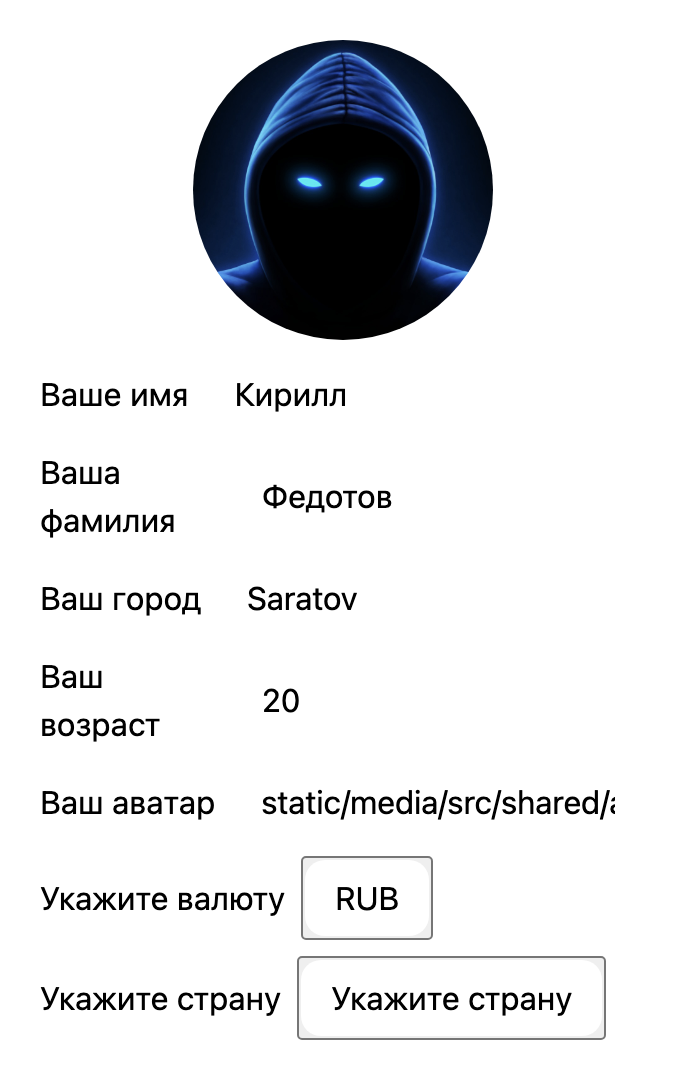 Ваше имя Кирилл
Ваша
фамилия Федотов
Ваш город Saratov
Ваш
возраст 20
Ваш аватар static/media/src/shared/
Укажите валюту RUB
Укажите страну Укажите страну